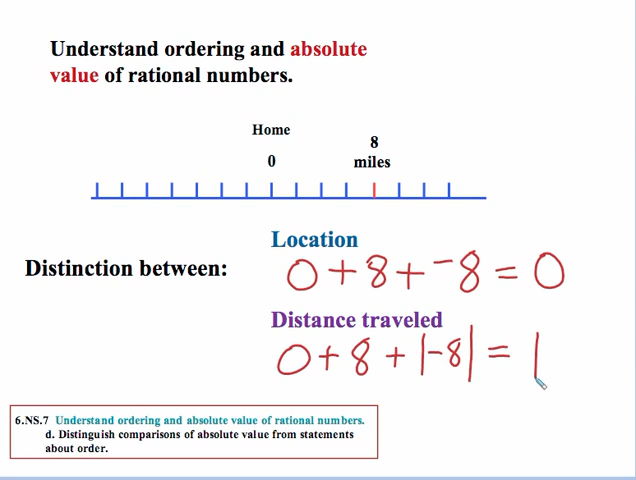 Understand ordering and absolute
value of rational numbers.
Home
0
8
miles
Location
Distinction between:
0 + 8 + -8 = 0
Distance traveled
0 + 8 + |-8| = |
6.NS.7 Understand ordering and absolute value of rational numbers.
d. Distinguish comparisons of absolute value from statements
about order.